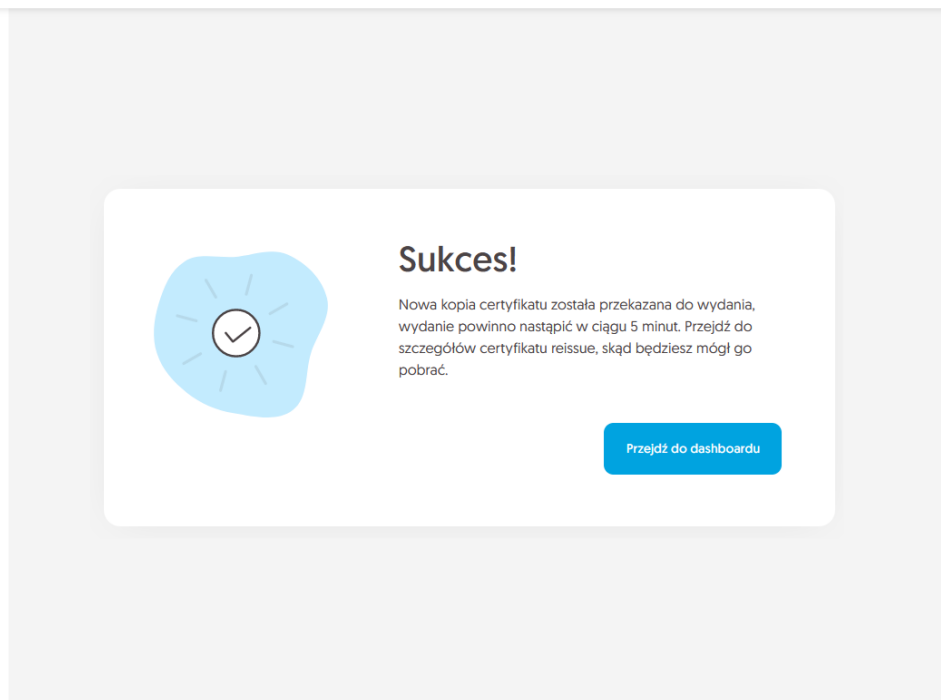 Sukces!
Nowa kopia certyfikatu została przekazana do wydania,
wydanie powinno nastąpić w ciągu 5 minut. Przejdź do
szczegółów certyfikatu reissue, skąd będziesz mógł go
pobrać.
Przejdź do dashboardu